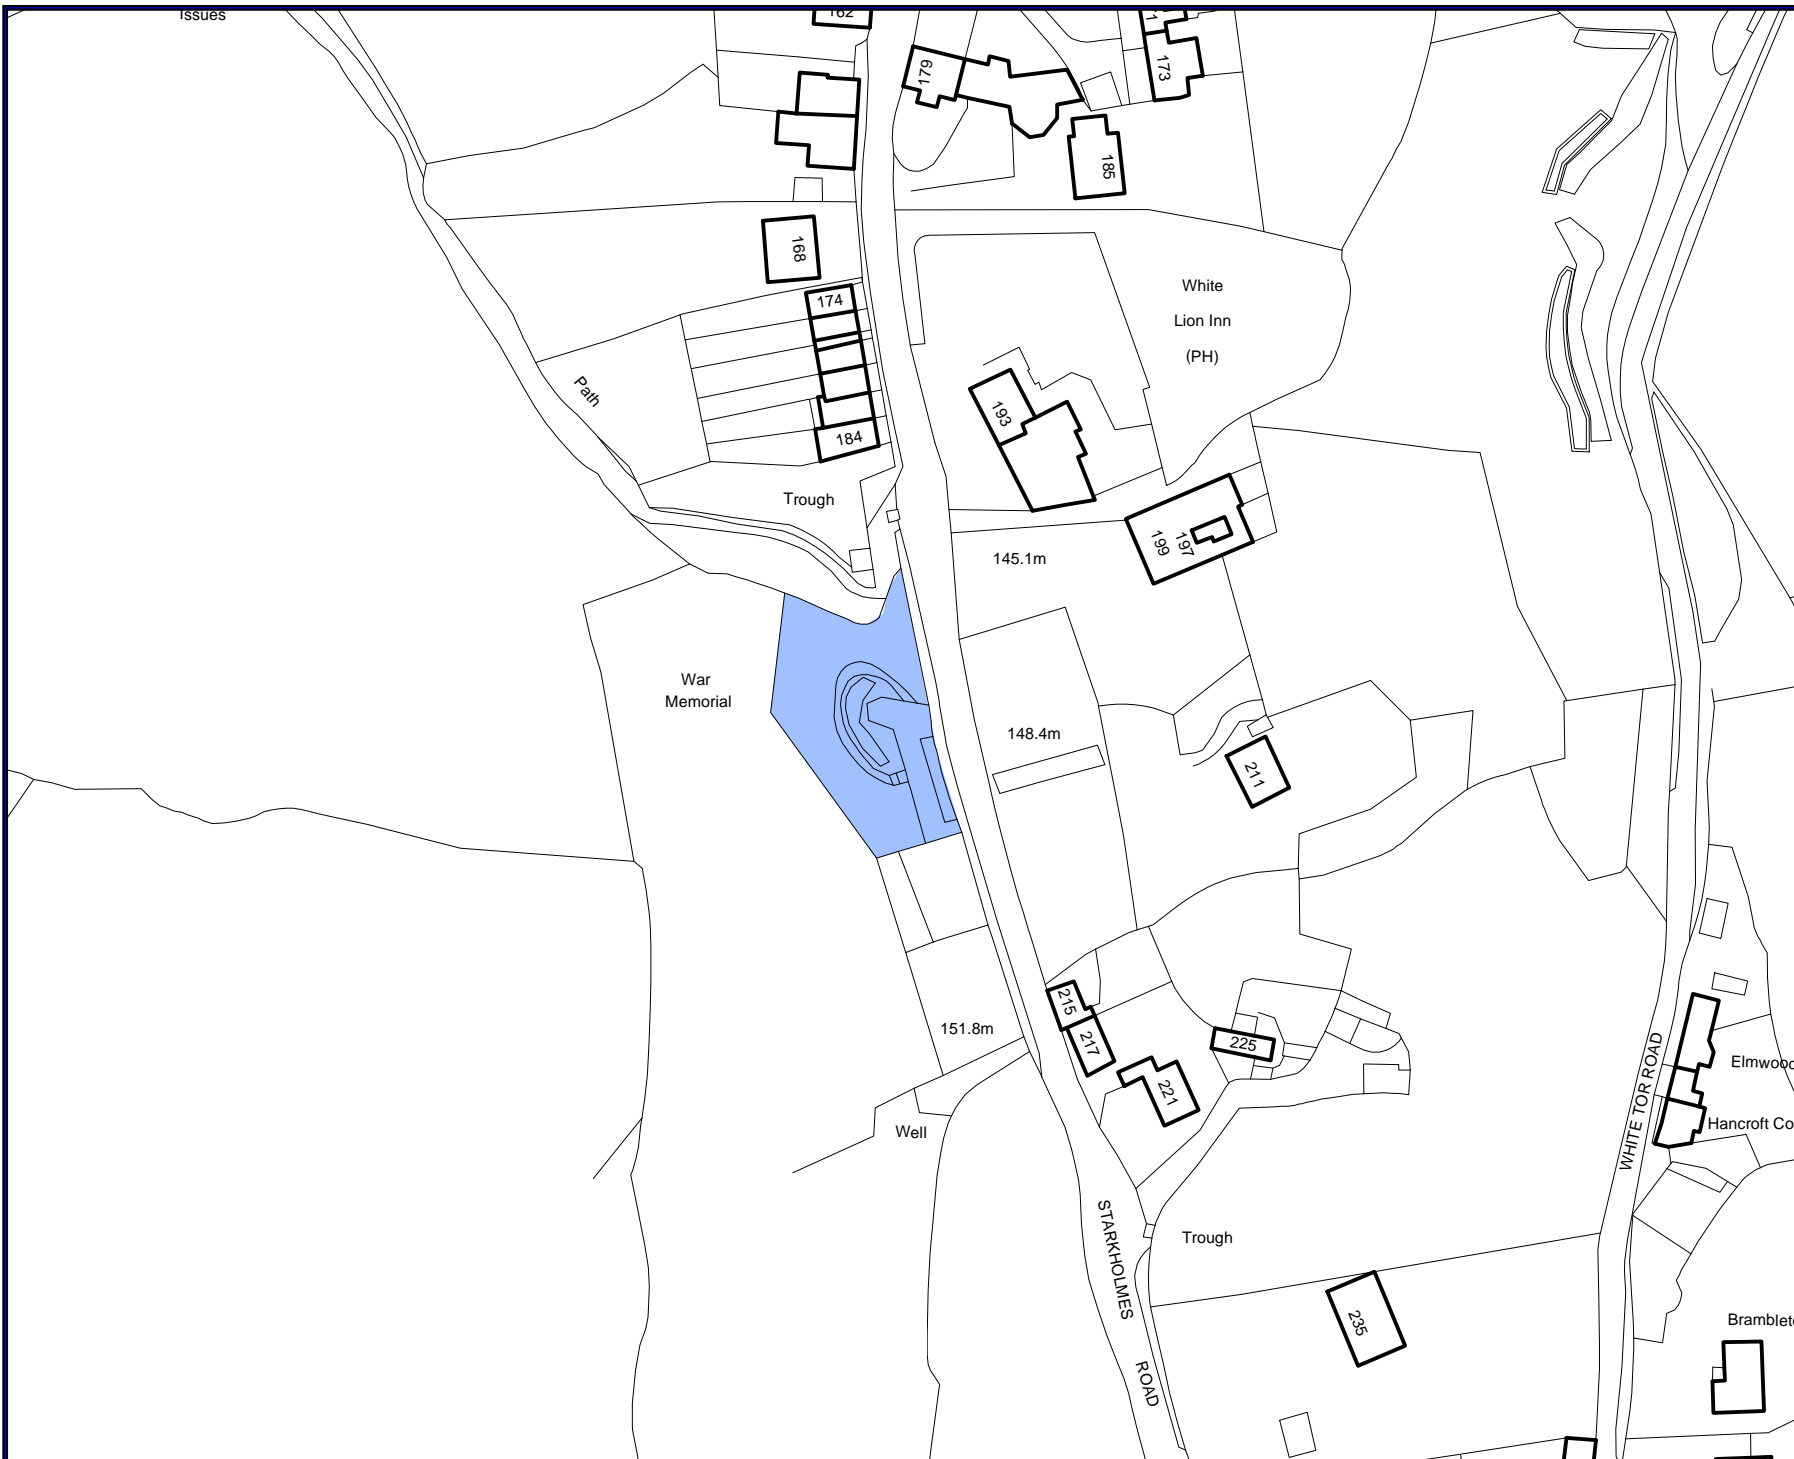 Issues
162
179
173
185
168
White
Lion Inn
(PH)
174
Path
193
184
Trough
199
197
145.1m
War
Memorial
148.4m
211
215
151.8m
217
225
WHITE TOR ROAD
Elmwood
221
Hancroft Co
Well
STARKHOLMES
ROAD
Trough
235